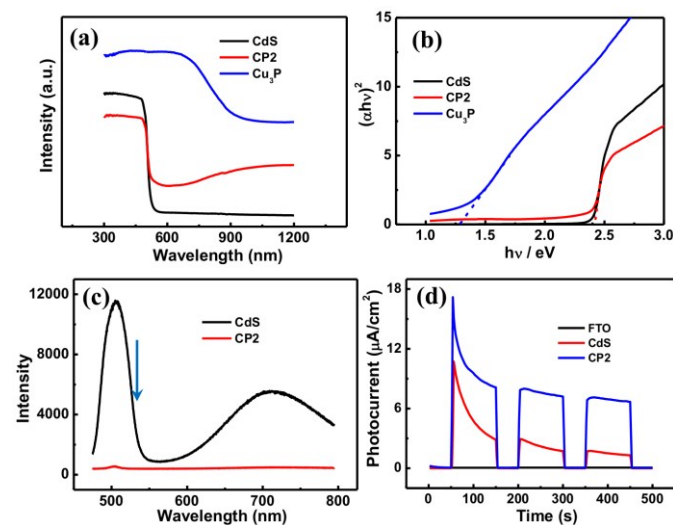 (a)
CdS
CP2
Cu₃P
Intensity (a.u.)
300 600 900 1200
Wavelength (nm)
(b)
CdS
CP2
Cu₃P
(αhν)²
15
10
5
0
1.0 1.5 2.0 2.5 3.0
hν / eV
(c)
CdS
CP2
Intensity
12000
8000
4000
0
500 600 700 800
Wavelength (nm)
(d)
FTO
CdS
CP2
Photocurrent (μA/cm²)
18
12
6
0
0 100 200 300 400 500
Time (s)